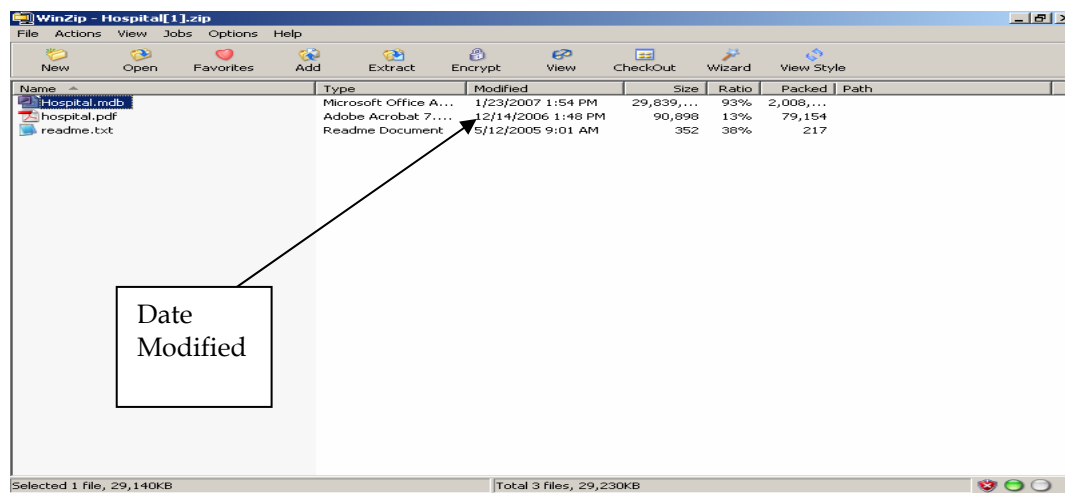 WinZip - Hospital[1].zip
File Actions View Jobs Options Help
New Open Favorites Add Extract Encrypt View CheckOut Wizard View Style
Name Type Modified Size Ratio Packed Path
Hospital.mdb Microsoft Office A... 1/23/2007 1:54 PM 29,839,... 93% 2,008,...
hospital.pdf Adobe Acrobat 7.... 12/14/2006 1:48 PM 90,898 13% 79,154
readme.txt Readme Document 5/12/2005 9:01 AM 352 38% 217
Date
Modified
Selected 1 file, 29,140KB Total 3 files, 29,230KB